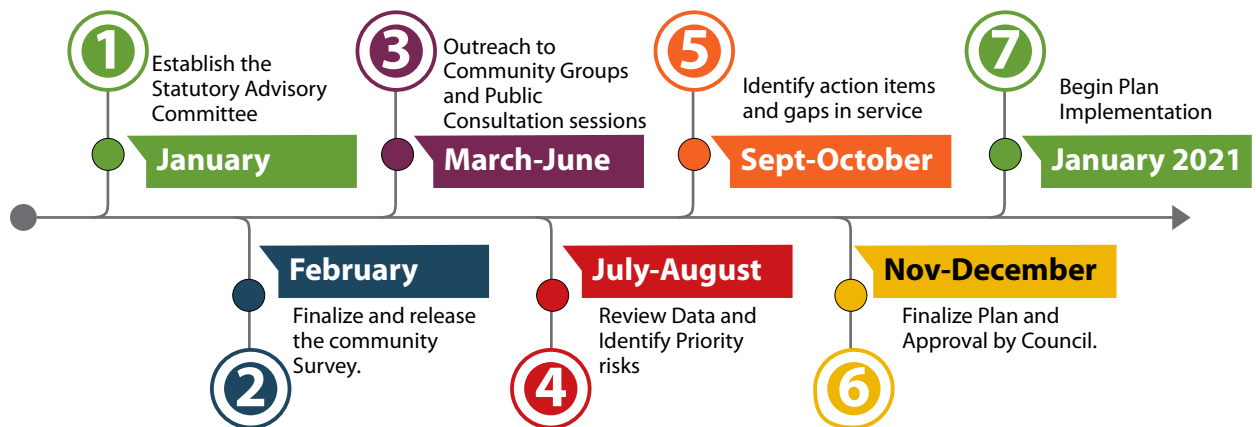 1
Establish the
Statutory Advisory
Committee
January
2
February
Finalize and release
the community
Survey.
3
Outreach to
Community Groups
and Public
Consultation sessions
March-June
4
July-August
Review Data and
Identify Priority
risks
5
Identify action items
and gaps in service
Sept-October
6
Nov-December
Finalize Plan and
Approval by Council.
7
Begin Plan
Implementation
January 2021